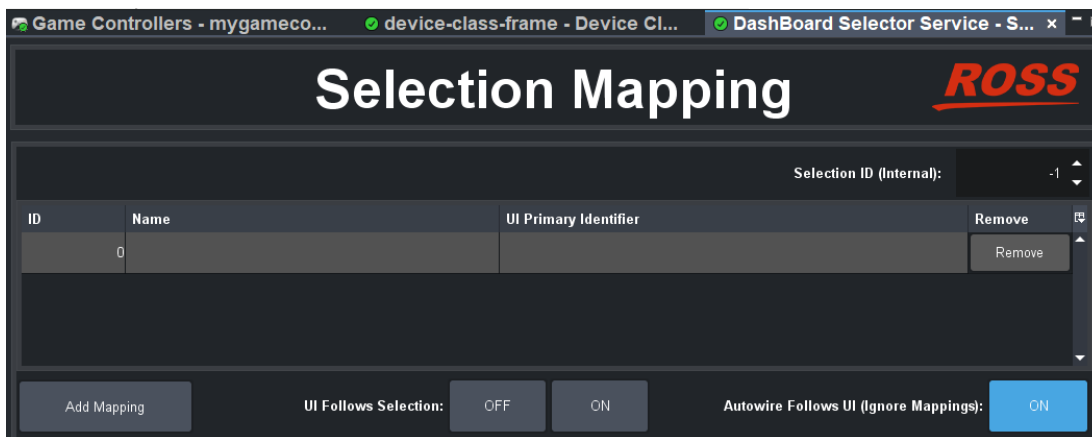 Game Controllers - mygameco... device-class-frame - Device Cl... DashBoard Selector Service - S... ×
Selection Mapping ROSS
Selection ID (Internal): -1
ID Name UI Primary Identifier Remove
0 Remove
Add Mapping UI Follows Selection: OFF ON Autowire Follows UI (Ignore Mappings): ON